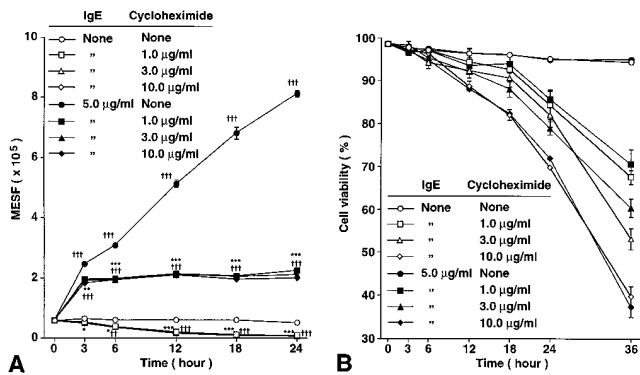 IgE Cycloheximide
None None
" 1.0 µg/ml
" 3.0 µg/ml
" 10.0 µg/ml
5.0 µg/ml None
" 1.0 µg/ml
" 3.0 µg/ml
" 10.0 µg/ml
MESF ( x 10⁵ )
10
8
6
4
2
0
†††
†††
†††
†††
†††
**
†††
***
†††
***
†††
***
†††
***
†††
*
*††
***†††
***†††
***†††
0 3 6 12 18 24
Time ( hour )
A
Cell viability ( % )
100
90
80
70
60
50
40
30
IgE Cycloheximide
None None
" 1.0 µg/ml
" 3.0 µg/ml
" 10.0 µg/ml
5.0 µg/ml None
" 1.0 µg/ml
" 3.0 µg/ml
" 10.0 µg/ml
0 3 6 12 18 24 36
Time ( hour )
B